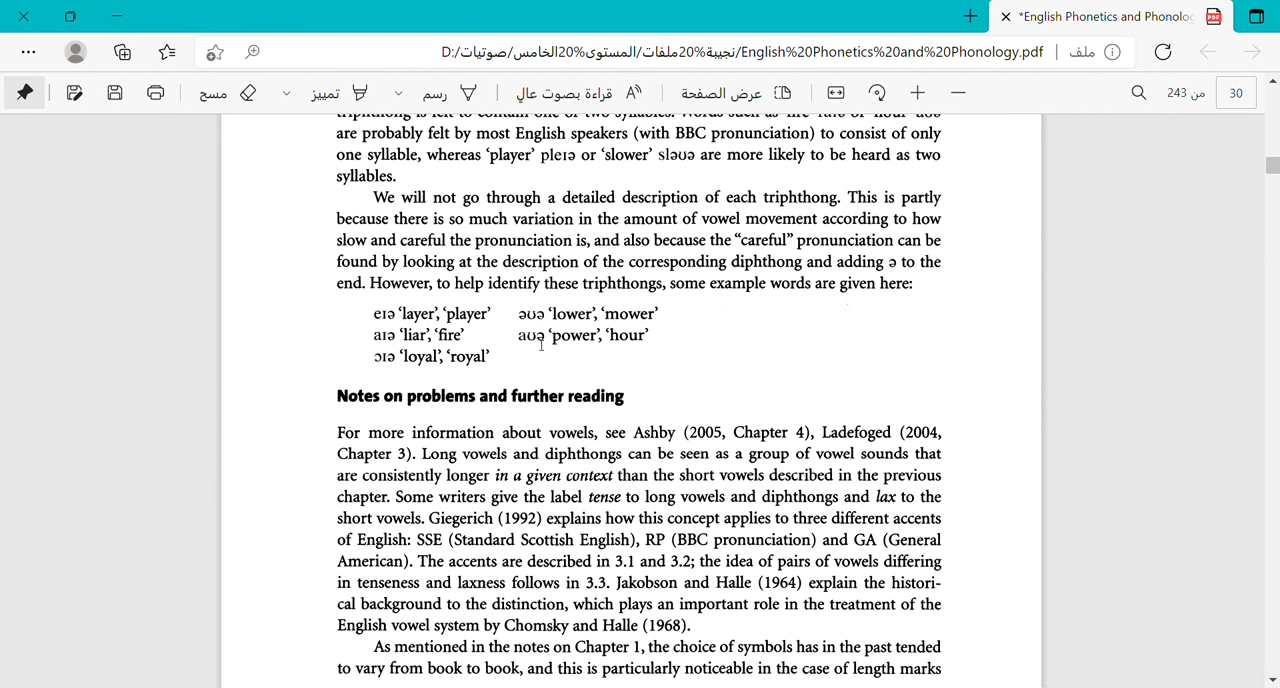 *English Phonetics and Phonolog
D:/نجيبة%20ملفات/المستوى%20الخامس/صوتيات/English%20Phonetics%20and%20Phonology.pdf
ملف
مسح
رسم
تمييز
قراءة بصوت عالٍ
عرض الصفحة
من 243
30
are probably felt by most English speakers (with BBC pronunciation) to consist of only
one syllable, whereas ‘player’ pleɪə or ‘slower’ sləʊə are more likely to be heard as two
syllables.
We will not go through a detailed description of each triphthong. This is partly
because there is so much variation in the amount of vowel movement according to how
slow and careful the pronunciation is, and also because the “careful” pronunciation can be
found by looking at the description of the corresponding diphthong and adding ə to the
end. However, to help identify these triphthongs, some example words are given here:
eɪə ‘layer’, ‘player’ əʊə ‘lower’, ‘mower’
aɪə ‘liar’, ‘fire’ aʊə ‘power’, ‘hour’
ɔɪə ‘loyal’, ‘royal’
Notes on problems and further reading
For more information about vowels, see Ashby (2005, Chapter 4), Ladefoged (2004,
Chapter 3). Long vowels and diphthongs can be seen as a group of vowel sounds that
are consistently longer in a given context than the short vowels described in the previous
chapter. Some writers give the label tense to long vowels and diphthongs and lax to the
short vowels. Giegerich (1992) explains how this concept applies to three different accents
of English: SSE (Standard Scottish English), RP (BBC pronunciation) and GA (General
American). The accents are described in 3.1 and 3.2; the idea of pairs of vowels differing
in tenseness and laxness follows in 3.3. Jakobson and Halle (1964) explain the histori-
cal background to the distinction, which plays an important role in the treatment of the
English vowel system by Chomsky and Halle (1968).
As mentioned in the notes on Chapter 1, the choice of symbols has in the past tended
to vary from book to book, and this is particularly noticeable in the case of length marks